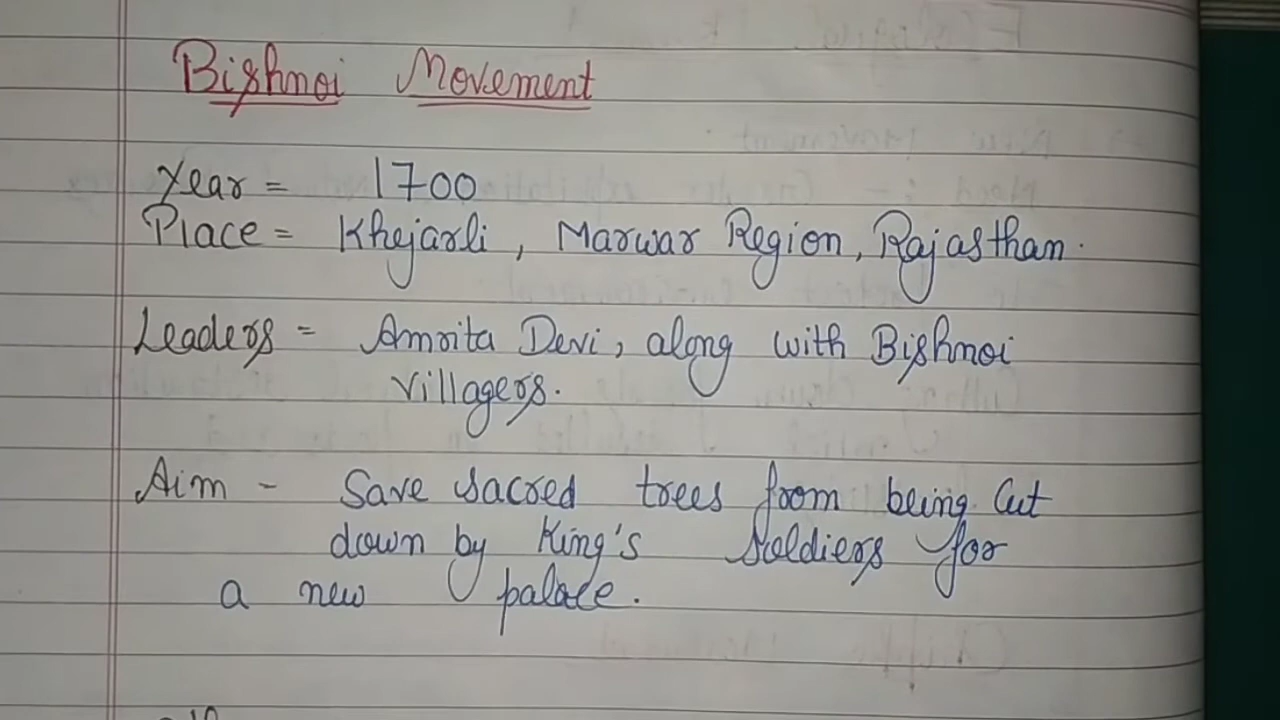 Bishnoi Movement
Year = 1700
Place = Khejarli, Marwar Region, Rajasthan.
Leaders = Amrita Devi, along with Bishnoi
villagers.
Aim - Save sacred trees from being cut
down by King's soldiers for
a new palace.